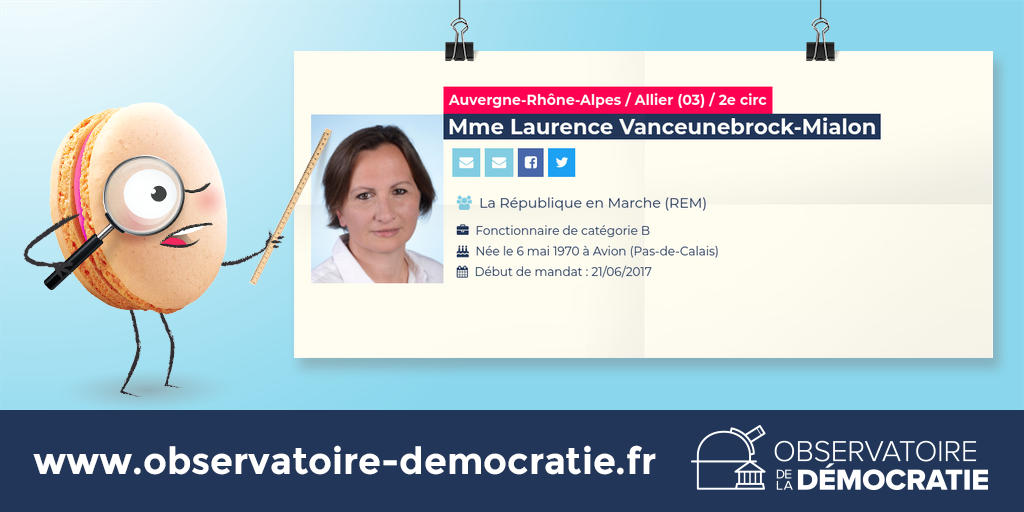 Auvergne-Rhône-Alpes / Allier (03) / 2e circ
Mme Laurence Vanceunebrock-Mialon
La République en Marche (REM)
Fonctionnaire de catégorie B
Née le 6 mai 1970 à Avion (Pas-de-Calais)
Début de mandat : 21/06/2017
www.observatoire-democratie.fr
OBSERVATOIRE
DE LA DÉMOCRATIE